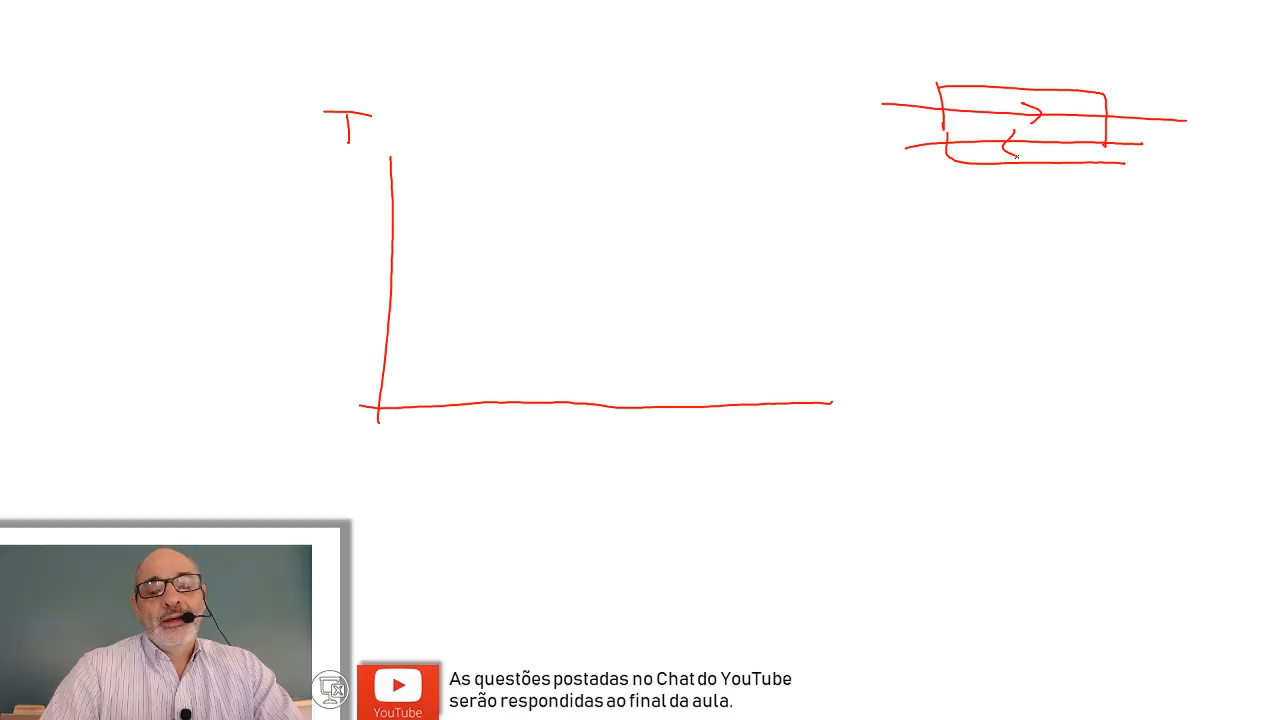 T
YouTube
As questões postadas no Chat do YouTube
serão respondidas ao final da aula.